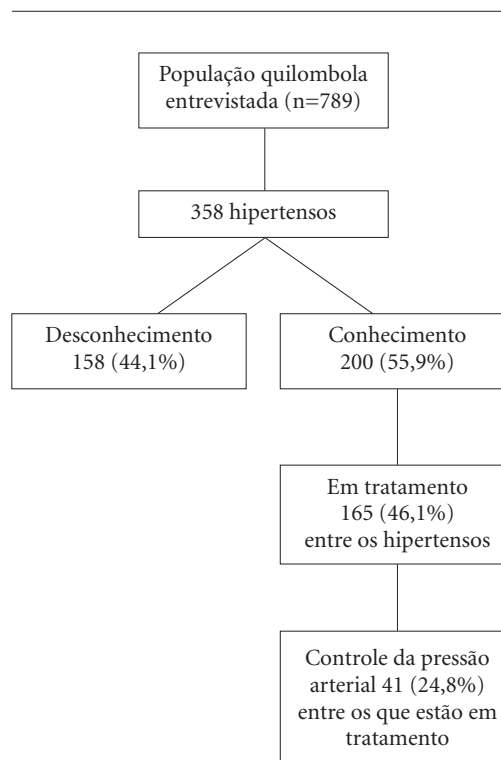 População quilombola
entrevistada (n=789)
358 hipertensos
Desconhecimento
158 (44,1%)
Conhecimento
200 (55,9%)
Em tratamento
165 (46,1%)
entre os hipertensos
Controle da pressão
arterial 41 (24,8%)
entre os que estão em
tratamento